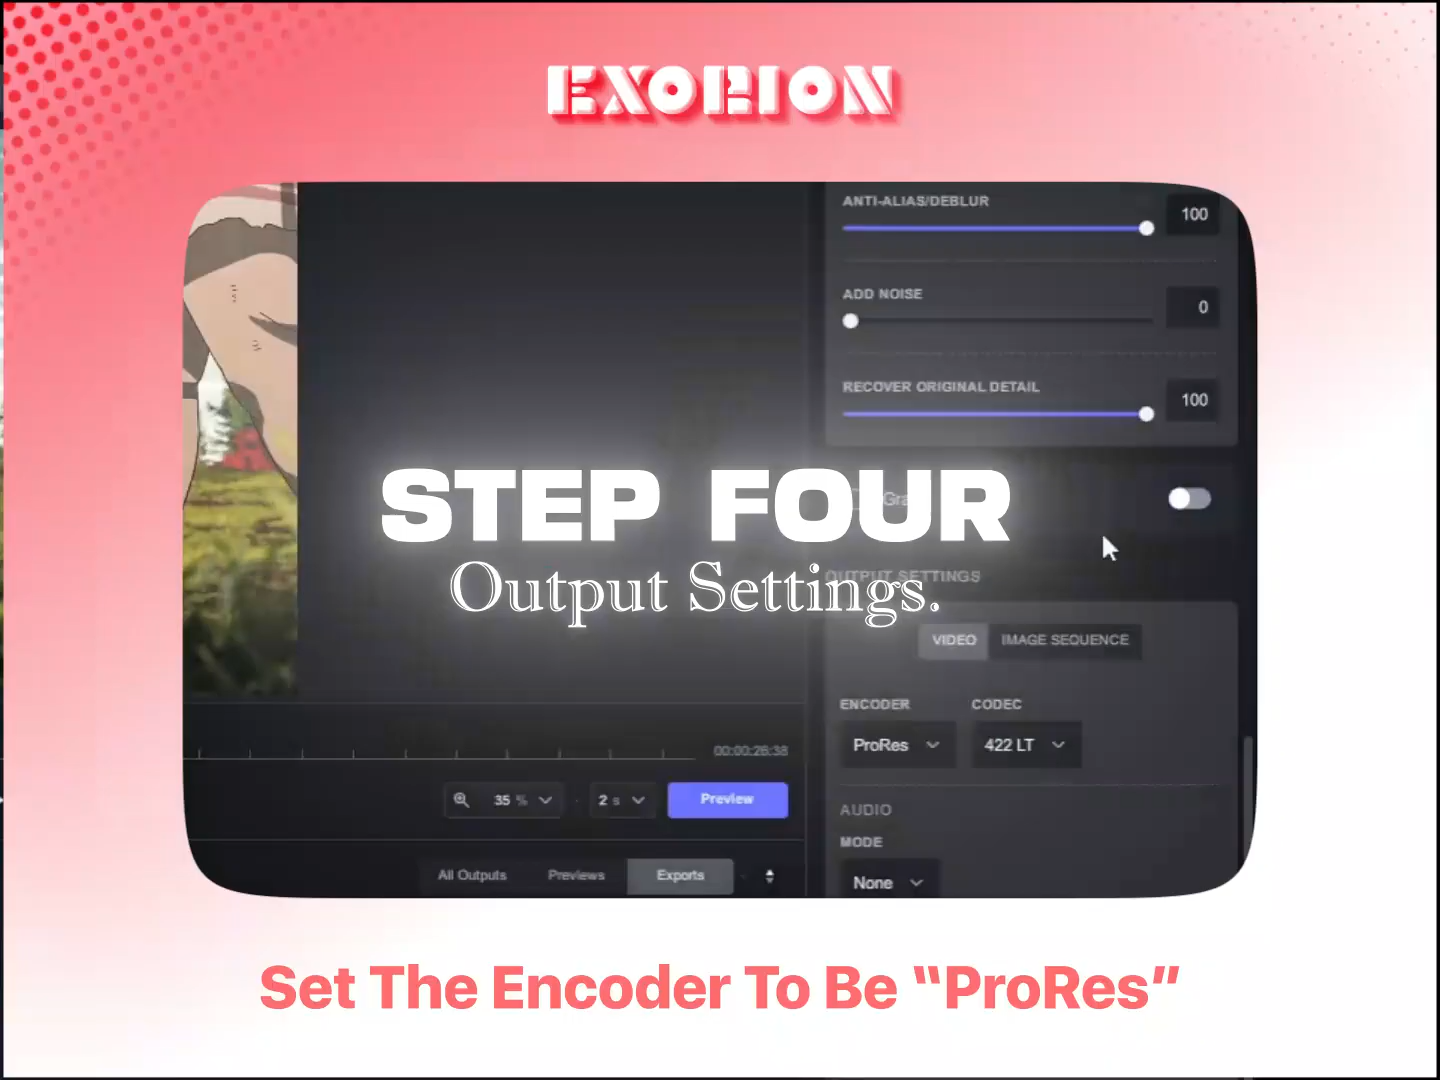 EXORION
ANTI-ALIAS/DEBLUR
100
ADD NOISE
0
RECOVER ORIGINAL DETAIL
100
STEP FOUR
Output Settings.
Gra
OUTPUT SETTINGS
VIDEO IMAGE SEQUENCE
ENCODER CODEC
ProRes 422 LT
AUDIO
MODE
None
00:00:26:38
35 % 2 s Preview
All Outputs Previews Exports
Set The Encoder To Be “ProRes”